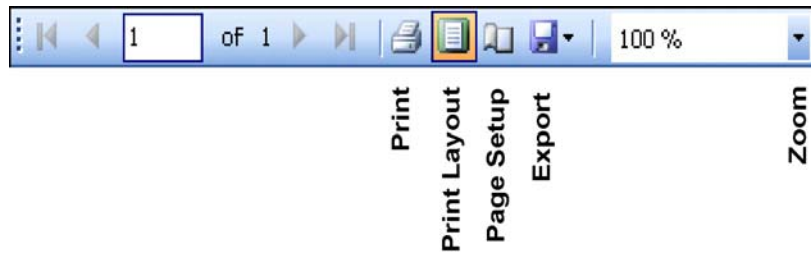 1 of 1 100 %
Print
Print Layout
Page Setup
Export
Zoom